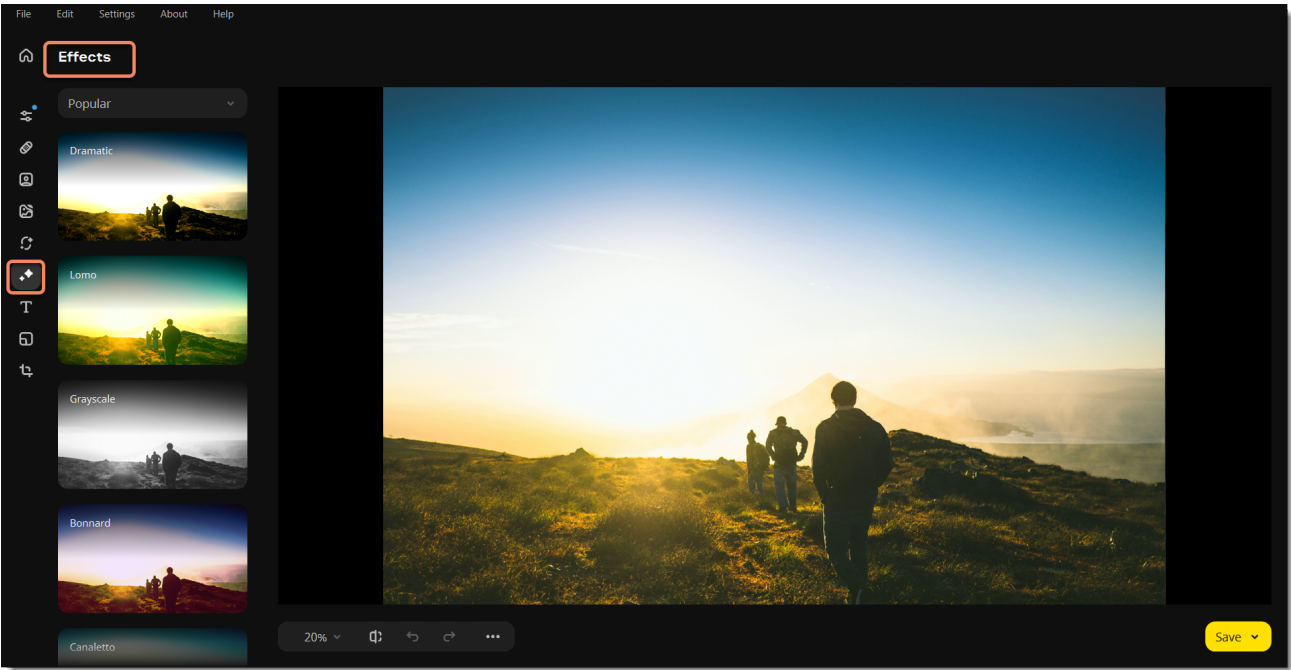 File Edit Settings About Help
Effects
Popular
Dramatic
Lomo
Grayscale
Bonnard
Canaletto
20%
Save